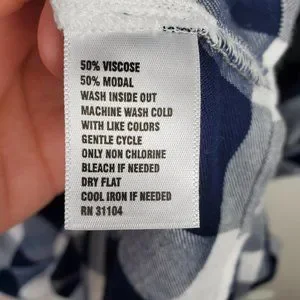 50% VISCOSE
50% MODAL
WASH INSIDE OUT
MACHINE WASH COLD
WITH LIKE COLORS
GENTLE CYCLE
ONLY NON CHLORINE
BLEACH IF NEEDED
DRY FLAT
COOL IRON IF NEEDED
RN 31104